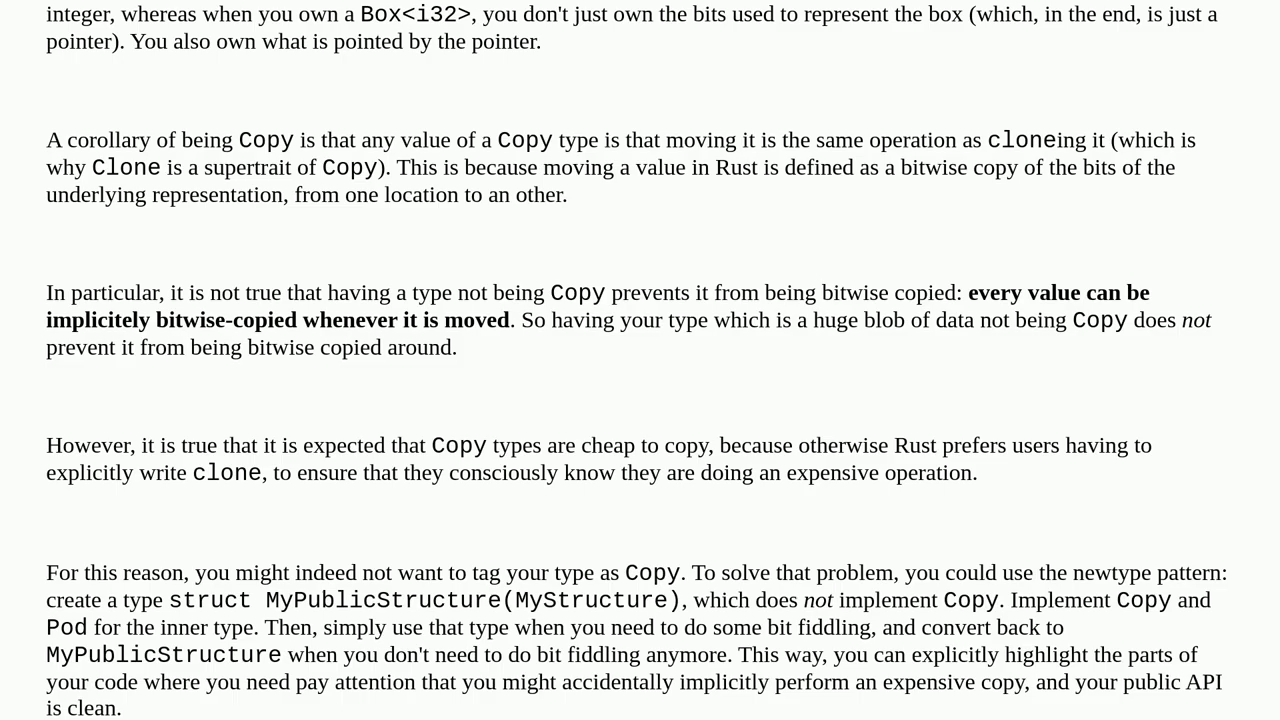 integer, whereas when you own a Box<i32>, you don't just own the bits used to represent the box (which, in the end, is just a
pointer). You also own what is pointed by the pointer.
A corollary of being Copy is that any value of a Copy type is that moving it is the same operation as cloneing it (which is
why Clone is a supertrait of Copy). This is because moving a value in Rust is defined as a bitwise copy of the bits of the
underlying representation, from one location to an other.
In particular, it is not true that having a type not being Copy prevents it from being bitwise copied: every value can be
implicitely bitwise-copied whenever it is moved. So having your type which is a huge blob of data not being Copy does not
prevent it from being bitwise copied around.
However, it is true that it is expected that Copy types are cheap to copy, because otherwise Rust prefers users having to
explicitly write clone, to ensure that they consciously know they are doing an expensive operation.
For this reason, you might indeed not want to tag your type as Copy. To solve that problem, you could use the newtype pattern:
create a type struct MyPublicStructure(MyStructure), which does not implement Copy. Implement Copy and
Pod for the inner type. Then, simply use that type when you need to do some bit fiddling, and convert back to
MyPublicStructure when you don't need to do bit fiddling anymore. This way, you can explicitly highlight the parts of
your code where you need pay attention that you might accidentally implicitly perform an expensive copy, and your public API
is clean.